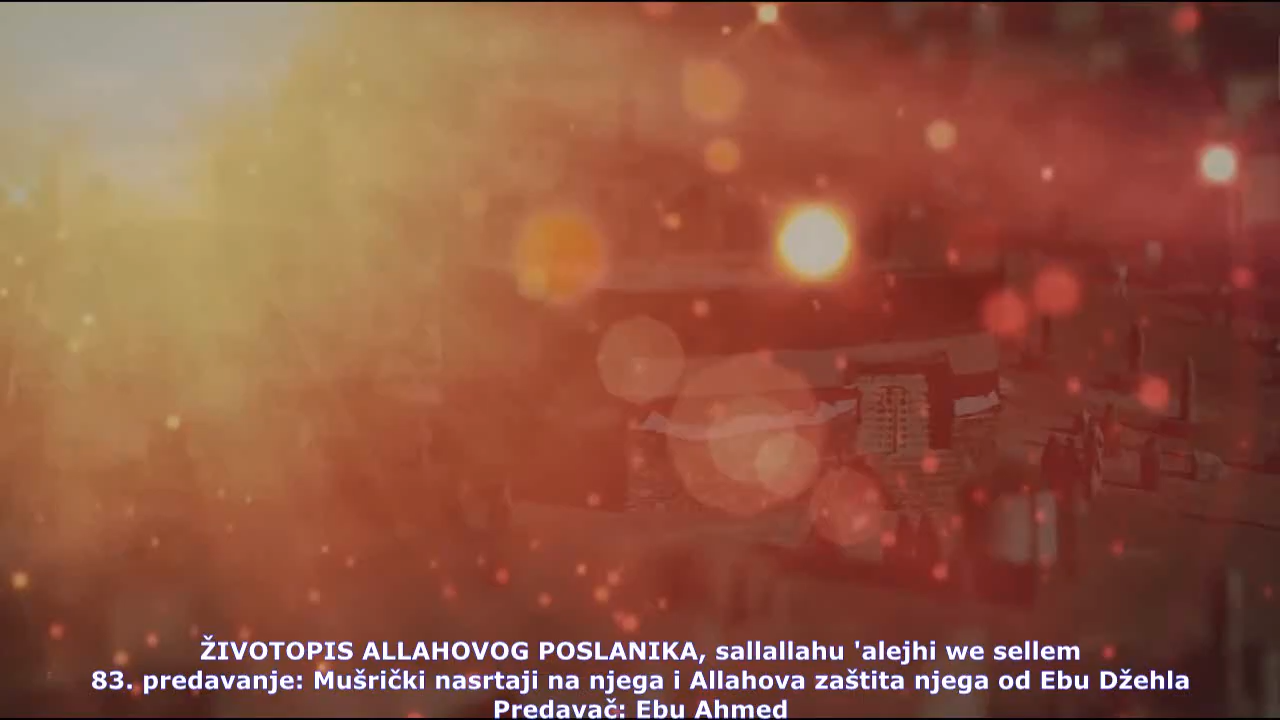 ŽIVOTOPIS ALLAHOVOG POSLANIKA, sallallahu 'alejhi we sellem
83. predavanje: Mušrički nasrtaji na njega i Allahova zaštita njega od Ebu Džehla
Predavač: Ebu Ahmed